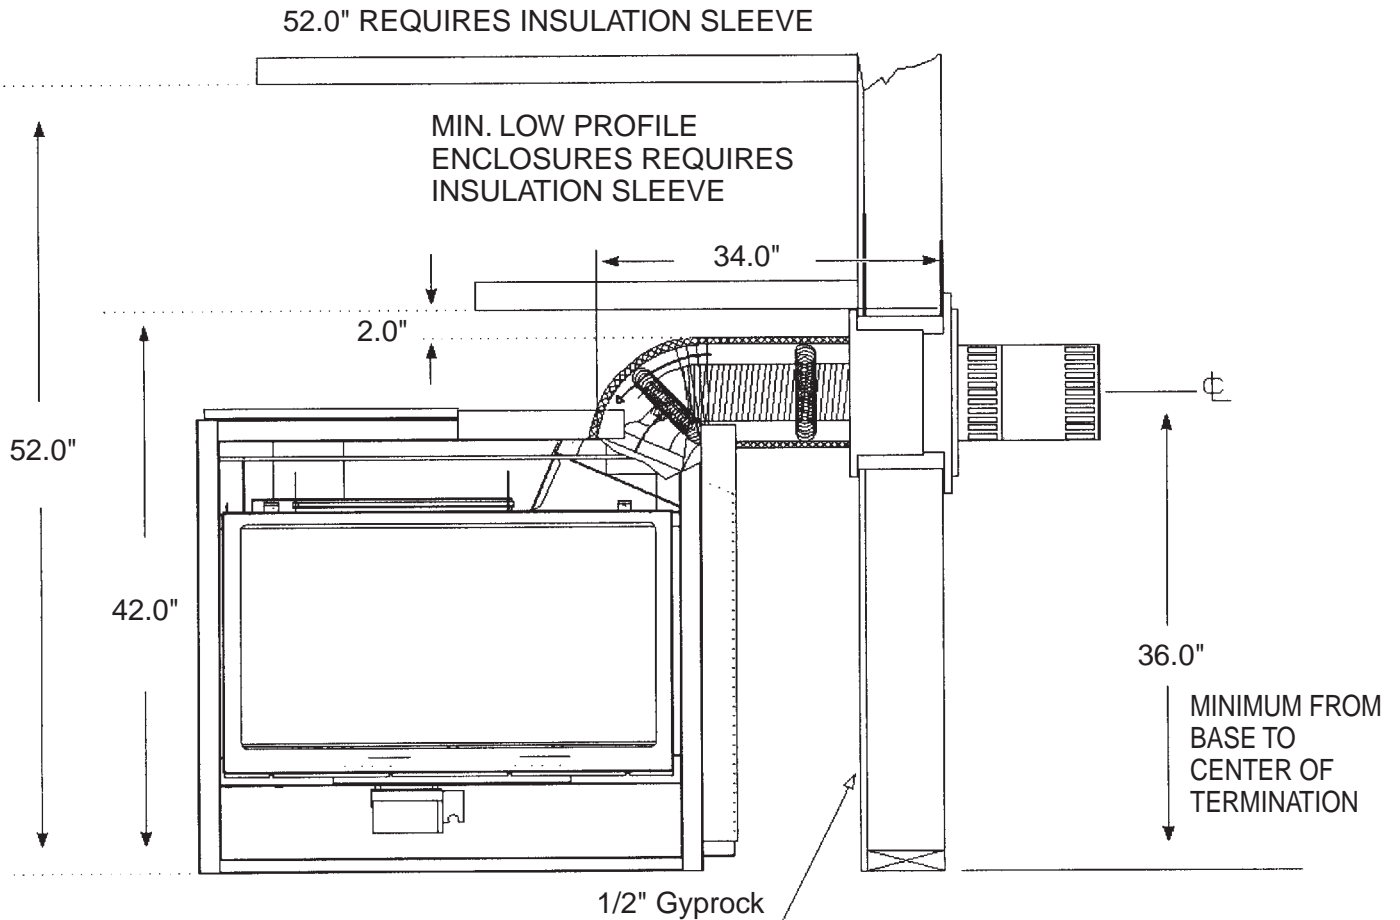 52.0" REQUIRES INSULATION SLEEVE
MIN. LOW PROFILE
ENCLOSURES REQUIRES
INSULATION SLEEVE
34.0"
2.0"
℄
52.0"
42.0"
36.0"
MINIMUM FROM
BASE TO
CENTER OF
TERMINATION
1/2" Gyprock